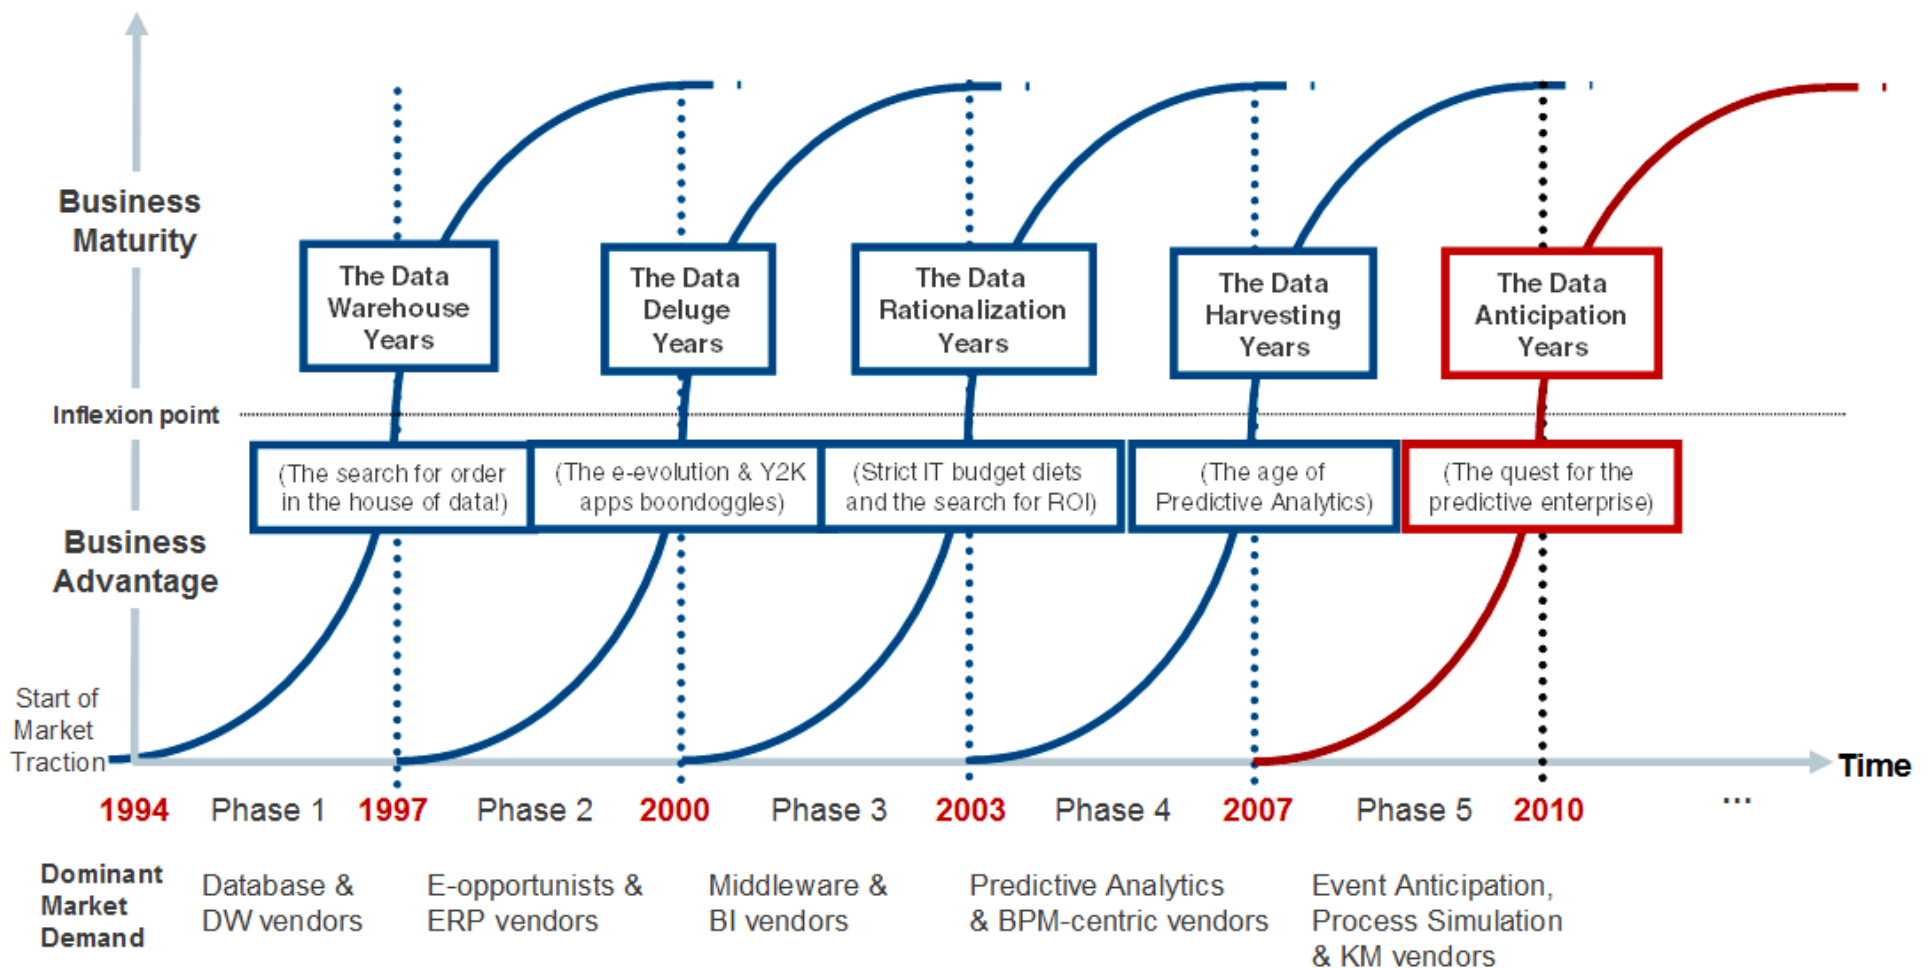 Business
Maturity
The Data
Warehouse
Years
The Data
Deluge
Years
The Data
Rationalization
Years
The Data
Harvesting
Years
The Data
Anticipation
Years
Inflexion point
(The search for order
in the house of data!)
(The e-evolution & Y2K
apps boondoggles)
(Strict IT budget diets
and the search for ROI)
(The age of
Predictive Analytics)
(The quest for the
predictive enterprise)
Business
Advantage
Start of
Market
Traction
Time
1994 Phase 1 1997 Phase 2 2000 Phase 3 2003 Phase 4 2007 Phase 5 2010 ...
Dominant
Market
Demand
Database &
DW vendors
E-opportunists &
ERP vendors
Middleware &
BI vendors
Predictive Analytics
& BPM-centric vendors
Event Anticipation,
Process Simulation
& KM vendors